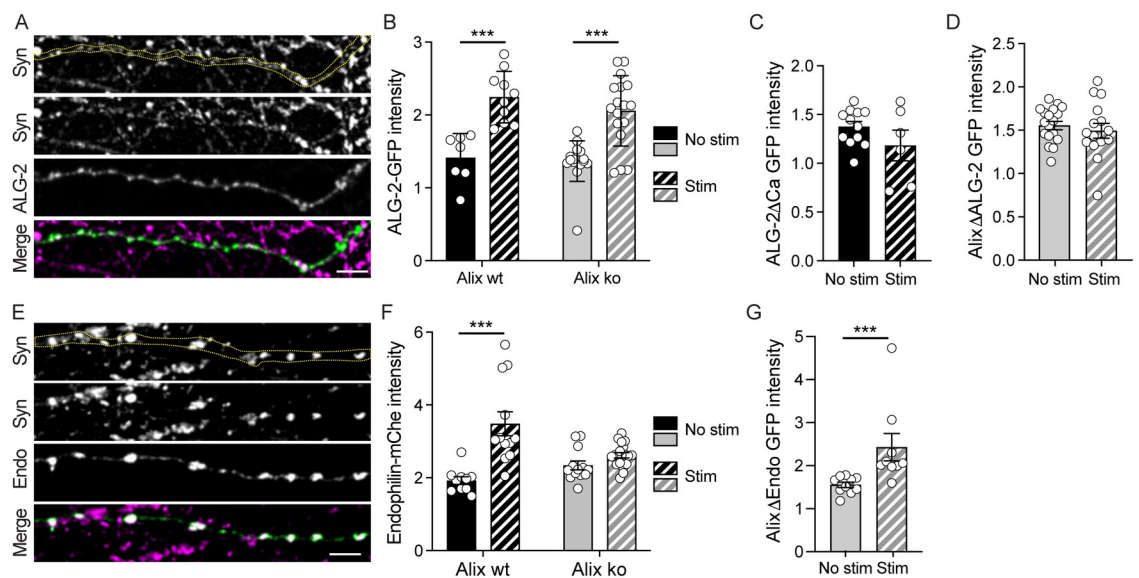 A
Syn
Syn
ALG-2
Merge
B
ALG-2-GFP intensity
3
2
1
0
***
***
Alix wt
Alix ko
No stim
Stim
C
ALG-2ΔCa GFP intensity
2.0
1.5
1.0
0.5
0.0
No stim
Stim
D
AlixΔALG-2 GFP intensity
2.5
2.0
1.5
1.0
0.5
0.0
No stim
Stim
E
Syn
Syn
Endo
Merge
F
Endophilin-mChe intensity
6
4
2
0
***
Alix wt
Alix ko
No stim
Stim
G
AlixΔEndo GFP intensity
5
4
3
2
1
0
***
No stim
Stim